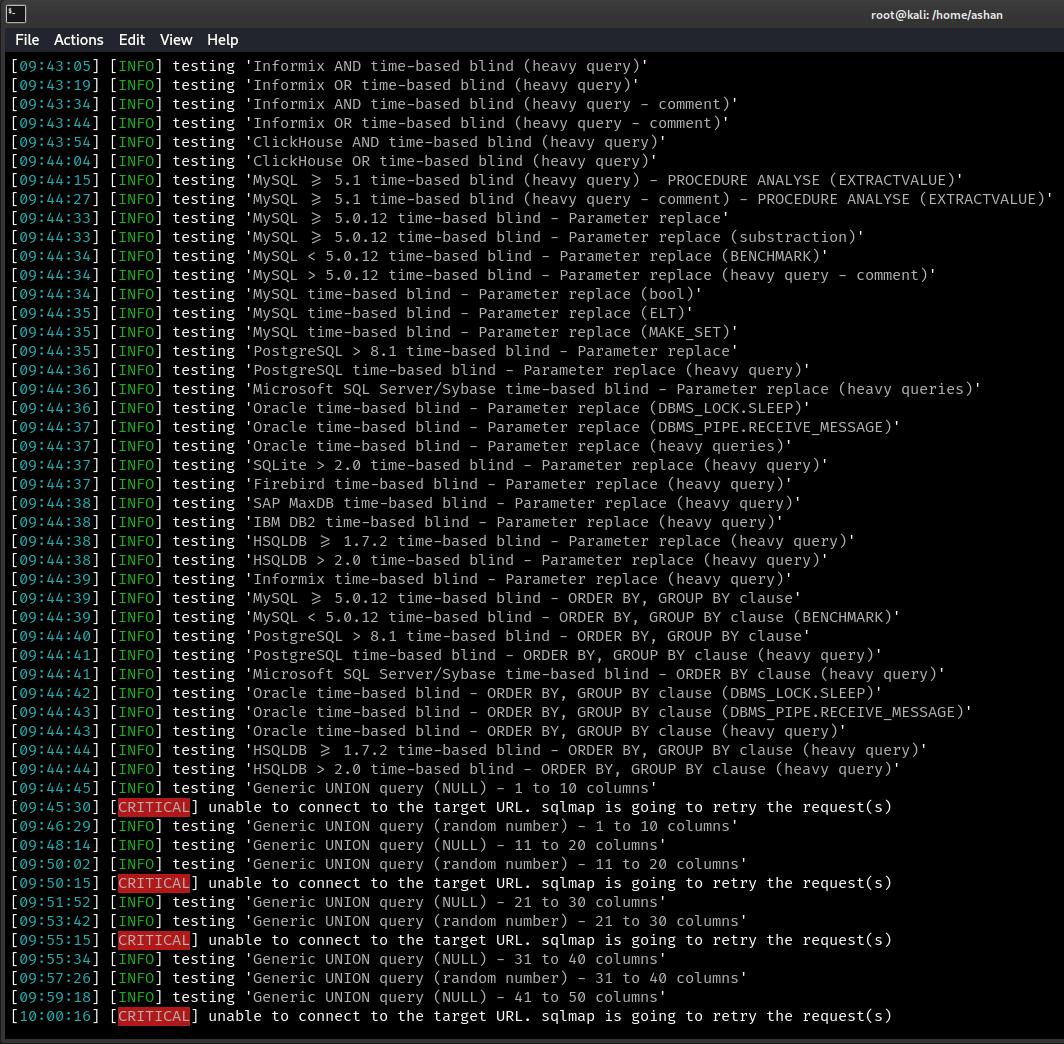 root@kali: /home/ashan
File Actions Edit View Help
[09:43:05] [INFO] testing 'Informix AND time-based blind (heavy query)'
[09:43:19] [INFO] testing 'Informix OR time-based blind (heavy query)'
[09:43:34] [INFO] testing 'Informix AND time-based blind (heavy query - comment)'
[09:43:44] [INFO] testing 'Informix OR time-based blind (heavy query - comment)'
[09:43:54] [INFO] testing 'ClickHouse AND time-based blind (heavy query)'
[09:44:04] [INFO] testing 'ClickHouse OR time-based blind (heavy query)'
[09:44:15] [INFO] testing 'MySQL ≥ 5.1 time-based blind (heavy query) - PROCEDURE ANALYSE (EXTRACTVALUE)'
[09:44:27] [INFO] testing 'MySQL ≥ 5.1 time-based blind (heavy query - comment) - PROCEDURE ANALYSE (EXTRACTVALUE)'
[09:44:33] [INFO] testing 'MySQL ≥ 5.0.12 time-based blind - Parameter replace'
[09:44:33] [INFO] testing 'MySQL ≥ 5.0.12 time-based blind - Parameter replace (substraction)'
[09:44:34] [INFO] testing 'MySQL < 5.0.12 time-based blind - Parameter replace (BENCHMARK)'
[09:44:34] [INFO] testing 'MySQL > 5.0.12 time-based blind - Parameter replace (heavy query - comment)'
[09:44:34] [INFO] testing 'MySQL time-based blind - Parameter replace (bool)'
[09:44:35] [INFO] testing 'MySQL time-based blind - Parameter replace (ELT)'
[09:44:35] [INFO] testing 'MySQL time-based blind - Parameter replace (MAKE_SET)'
[09:44:35] [INFO] testing 'PostgreSQL > 8.1 time-based blind - Parameter replace'
[09:44:36] [INFO] testing 'PostgreSQL time-based blind - Parameter replace (heavy query)'
[09:44:36] [INFO] testing 'Microsoft SQL Server/Sybase time-based blind - Parameter replace (heavy queries)'
[09:44:36] [INFO] testing 'Oracle time-based blind - Parameter replace (DBMS_LOCK.SLEEP)'
[09:44:37] [INFO] testing 'Oracle time-based blind - Parameter replace (DBMS_PIPE.RECEIVE_MESSAGE)'
[09:44:37] [INFO] testing 'Oracle time-based blind - Parameter replace (heavy queries)'
[09:44:37] [INFO] testing 'SQLite > 2.0 time-based blind - Parameter replace (heavy query)'
[09:44:37] [INFO] testing 'Firebird time-based blind - Parameter replace (heavy query)'
[09:44:38] [INFO] testing 'SAP MaxDB time-based blind - Parameter replace (heavy query)'
[09:44:38] [INFO] testing 'IBM DB2 time-based blind - Parameter replace (heavy query)'
[09:44:38] [INFO] testing 'HSQLDB ≥ 1.7.2 time-based blind - Parameter replace (heavy query)'
[09:44:38] [INFO] testing 'HSQLDB > 2.0 time-based blind - Parameter replace (heavy query)'
[09:44:39] [INFO] testing 'Informix time-based blind - Parameter replace (heavy query)'
[09:44:39] [INFO] testing 'MySQL ≥ 5.0.12 time-based blind - ORDER BY, GROUP BY clause'
[09:44:39] [INFO] testing 'MySQL < 5.0.12 time-based blind - ORDER BY, GROUP BY clause (BENCHMARK)'
[09:44:40] [INFO] testing 'PostgreSQL > 8.1 time-based blind - ORDER BY, GROUP BY clause'
[09:44:41] [INFO] testing 'PostgreSQL time-based blind - ORDER BY, GROUP BY clause (heavy query)'
[09:44:41] [INFO] testing 'Microsoft SQL Server/Sybase time-based blind - ORDER BY clause (heavy query)'
[09:44:42] [INFO] testing 'Oracle time-based blind - ORDER BY, GROUP BY clause (DBMS_LOCK.SLEEP)'
[09:44:43] [INFO] testing 'Oracle time-based blind - ORDER BY, GROUP BY clause (DBMS_PIPE.RECEIVE_MESSAGE)'
[09:44:43] [INFO] testing 'Oracle time-based blind - ORDER BY, GROUP BY clause (heavy query)'
[09:44:44] [INFO] testing 'HSQLDB ≥ 1.7.2 time-based blind - ORDER BY, GROUP BY clause (heavy query)'
[09:44:44] [INFO] testing 'HSQLDB > 2.0 time-based blind - ORDER BY, GROUP BY clause (heavy query)'
[09:44:45] [INFO] testing 'Generic UNION query (NULL) - 1 to 10 columns'
[09:45:30] [CRITICAL] unable to connect to the target URL. sqlmap is going to retry the request(s)
[09:46:29] [INFO] testing 'Generic UNION query (random number) - 1 to 10 columns'
[09:48:14] [INFO] testing 'Generic UNION query (NULL) - 11 to 20 columns'
[09:50:02] [INFO] testing 'Generic UNION query (random number) - 11 to 20 columns'
[09:50:15] [CRITICAL] unable to connect to the target URL. sqlmap is going to retry the request(s)
[09:51:52] [INFO] testing 'Generic UNION query (NULL) - 21 to 30 columns'
[09:53:42] [INFO] testing 'Generic UNION query (random number) - 21 to 30 columns'
[09:55:15] [CRITICAL] unable to connect to the target URL. sqlmap is going to retry the request(s)
[09:55:34] [INFO] testing 'Generic UNION query (NULL) - 31 to 40 columns'
[09:57:26] [INFO] testing 'Generic UNION query (random number) - 31 to 40 columns'
[09:59:18] [INFO] testing 'Generic UNION query (NULL) - 41 to 50 columns'
[10:00:16] [CRITICAL] unable to connect to the target URL. sqlmap is going to retry the request(s)